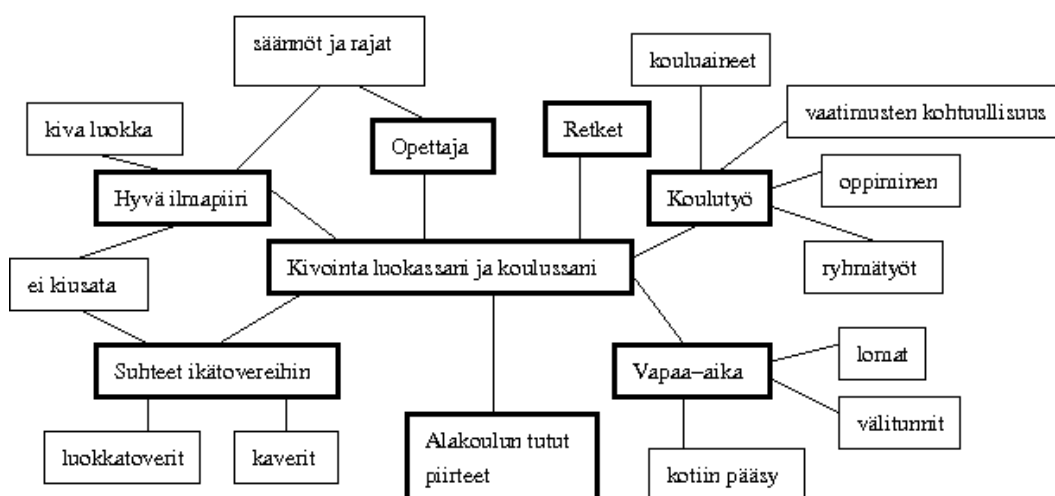 säännöt ja rajat
kouluaineet
kiva luokka
Opettaja
Retket
vaatimusten kohtuullisuus
Hyvä ilmapiiri
Koulutyö
oppiminen
Kivointa luokassani ja koulussani
ei kiusata
ryhmätyöt
Suhteet ikätovereihin
Vapaa-aika
lomat
luokkatoverit
kaverit
Alakoulun tutut
piirteet
välitunnit
kotiin pääsy